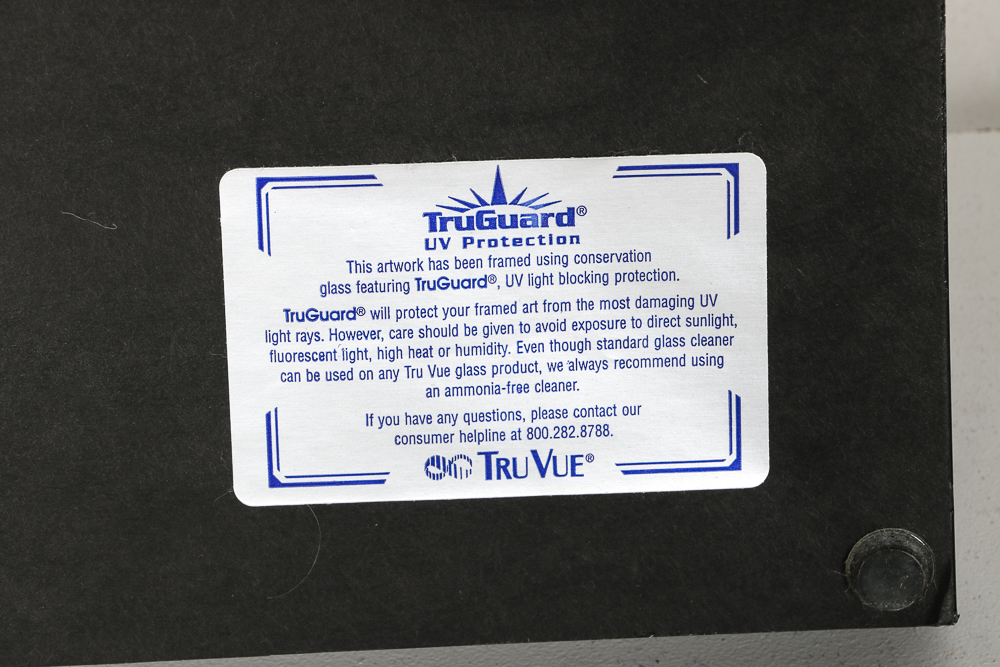 TruGuard®
UV Protection
This artwork has been framed using conservation
glass featuring TruGuard®, UV light blocking protection.
TruGuard® will protect your framed art from the most damaging UV
light rays. However, care should be given to avoid exposure to direct sunlight,
fluorescent light, high heat or humidity. Even though standard glass cleaner
can be used on any Tru Vue glass product, we always recommend using
an ammonia-free cleaner.
If you have any questions, please contact our
consumer helpline at 800.282.8788.
TRU VUE®